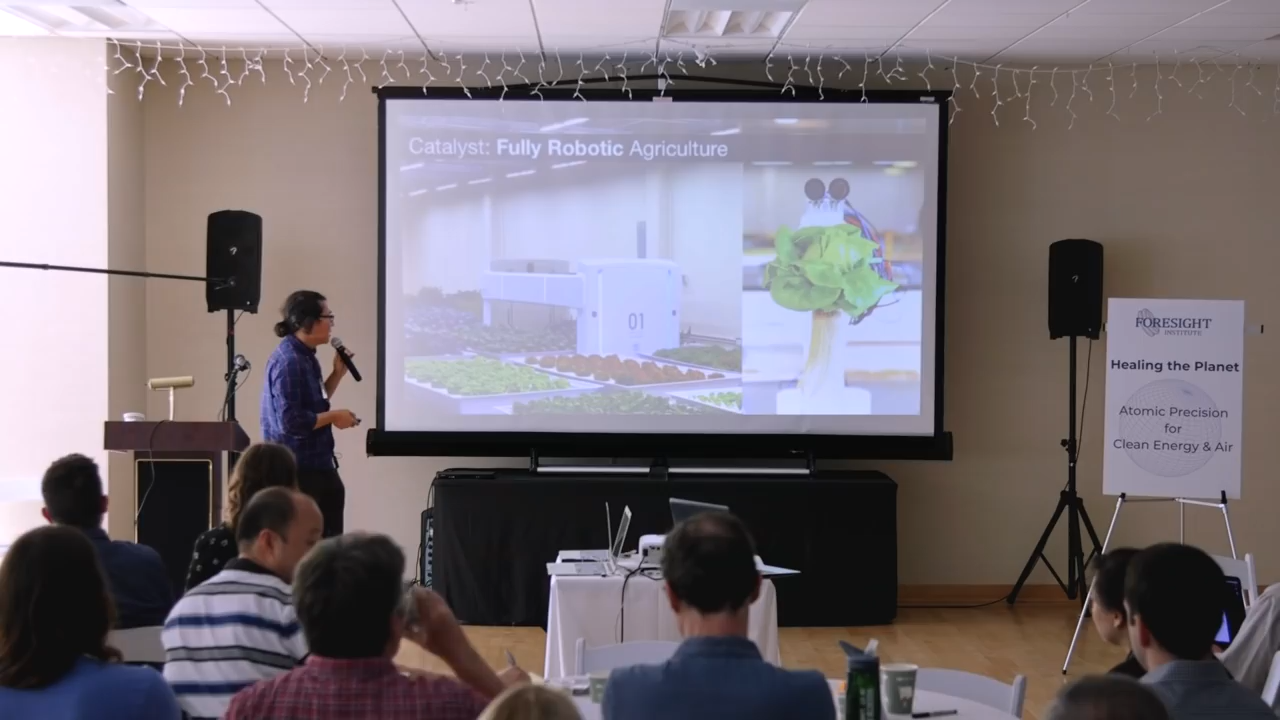 Catalyst: Fully Robotic Agriculture
01
FORESIGHT
INSTITUTE
Healing the Planet
Atomic Precision
for
Clean Energy & Air